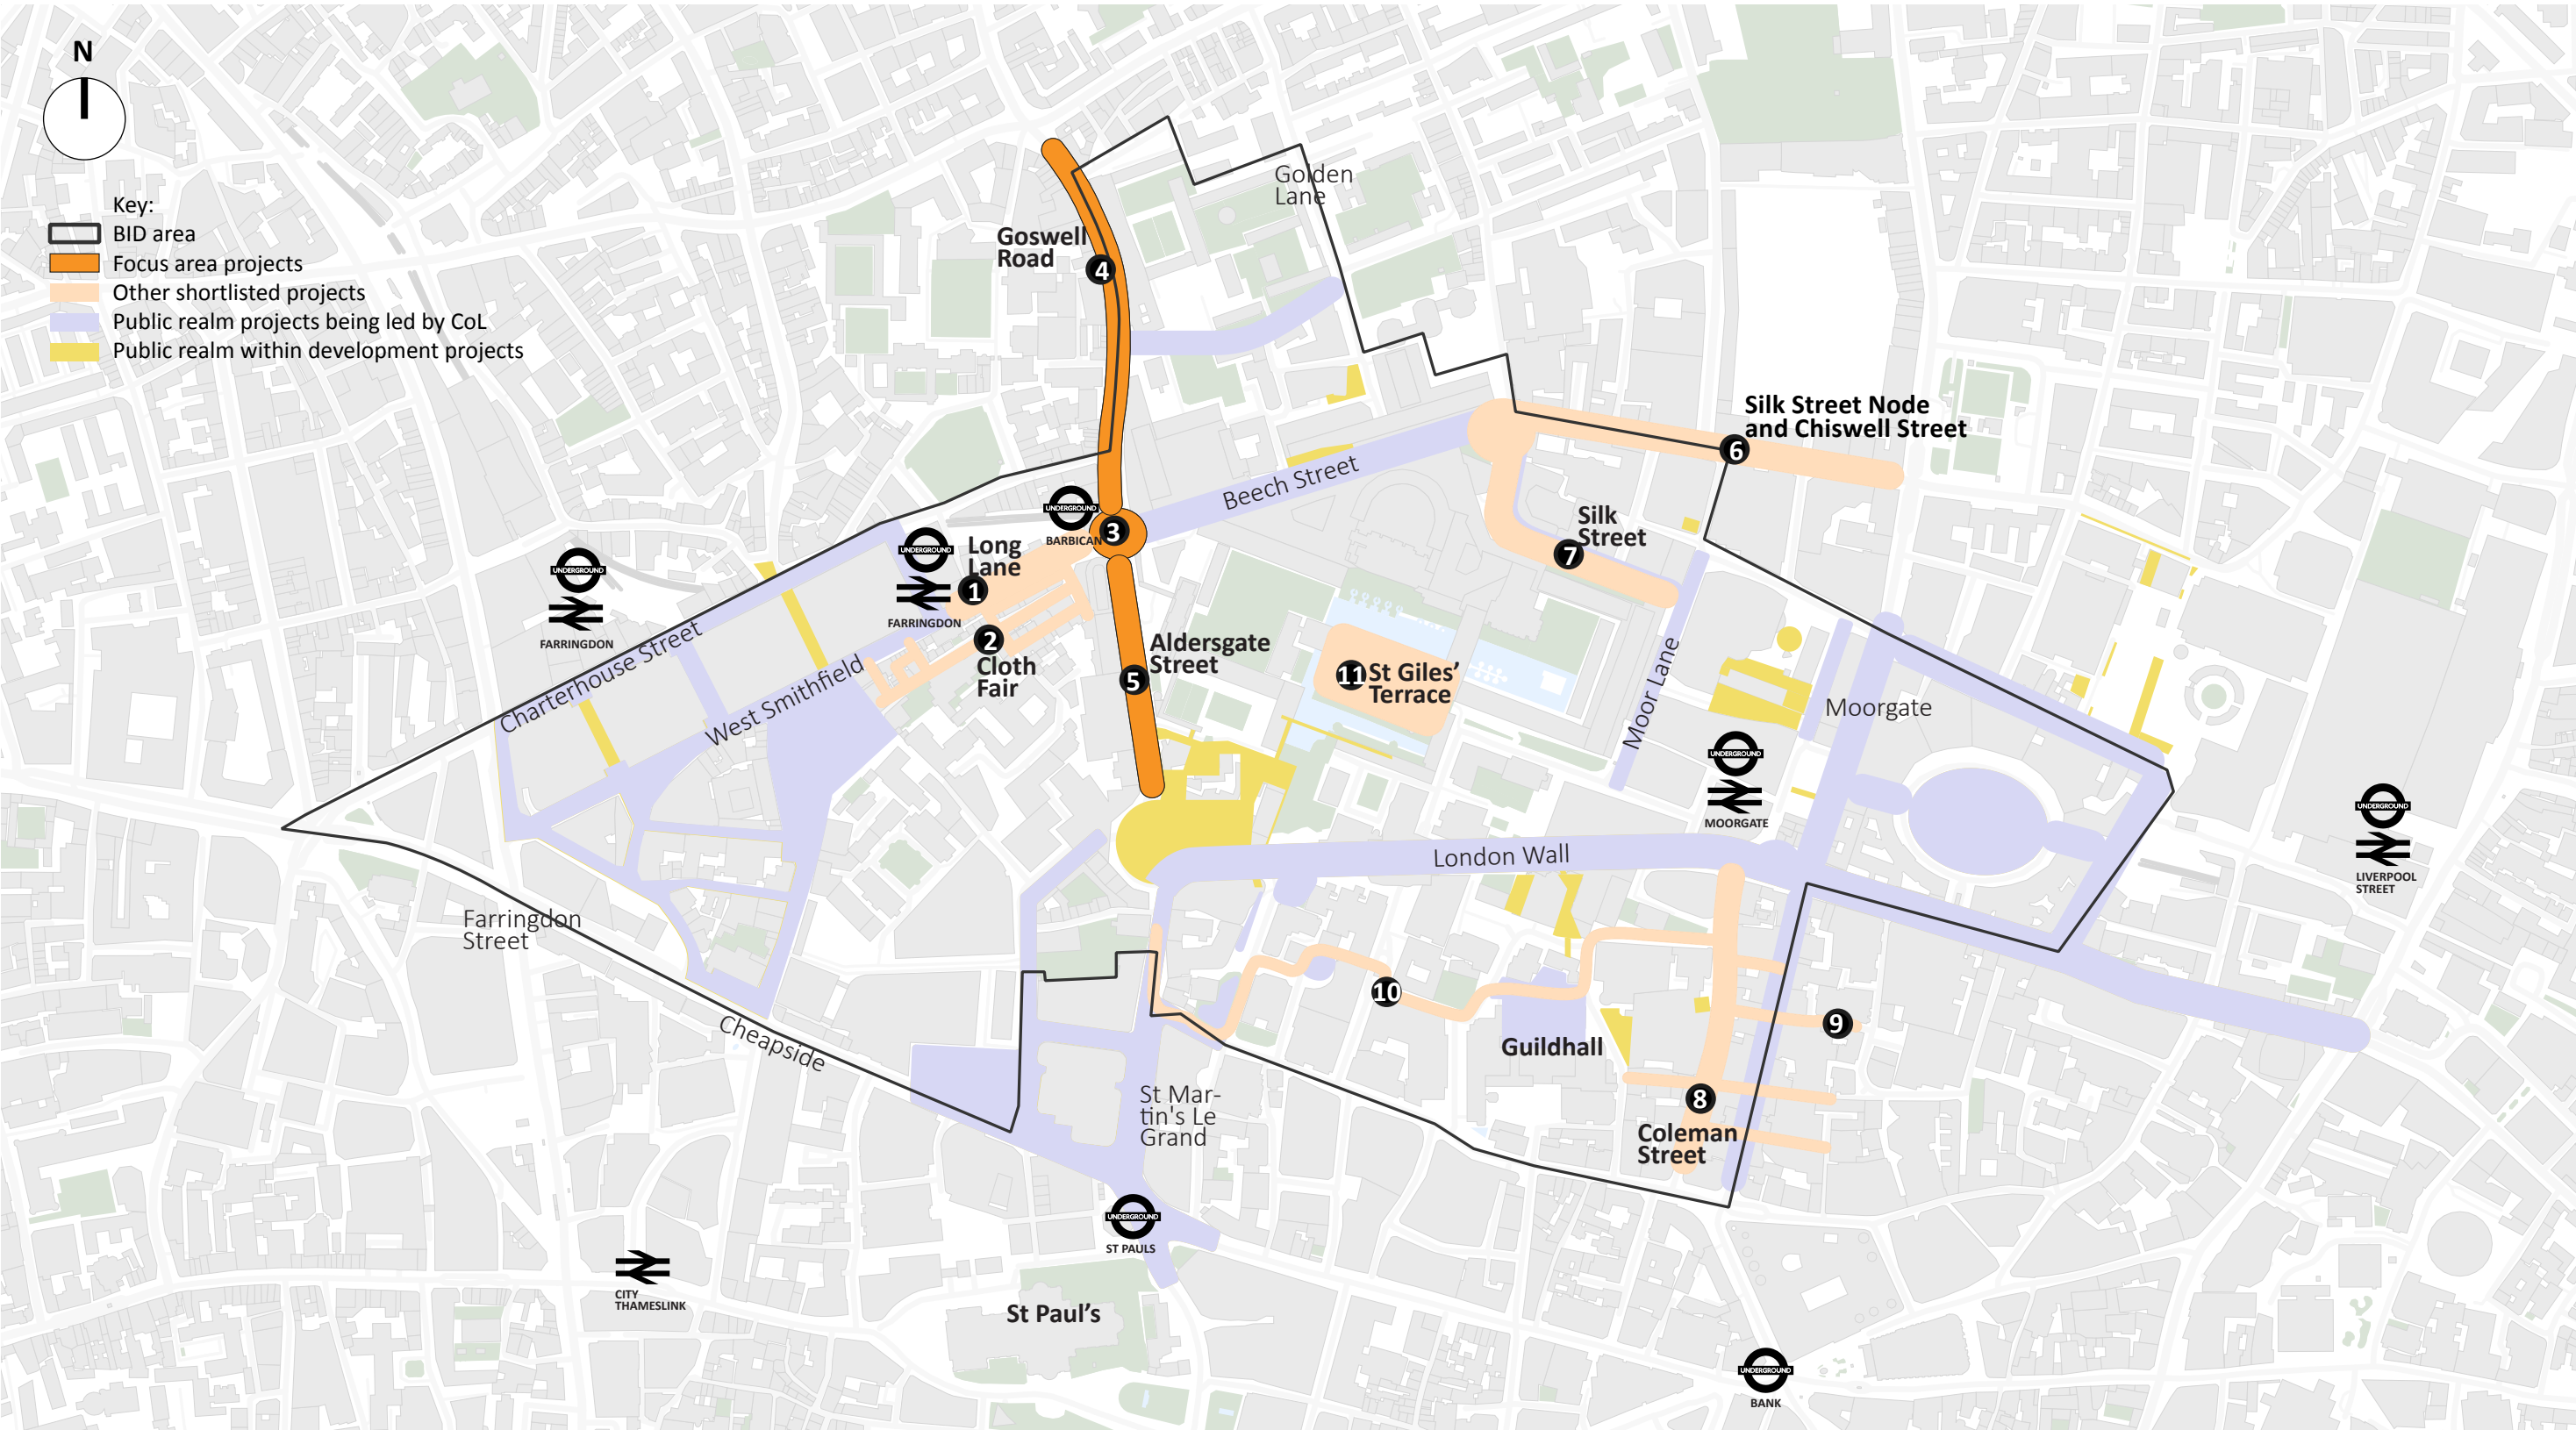 N
Key:
BID area
Focus area projects
Other shortlisted projects
Public realm projects being led by CoL
Public realm within development projects
Golden
Lane
Goswell
Road
4
Silk Street Node
and Chiswell Street
6
Beech Street
UNDERGROUND
BARBICAN
3
Silk
Street
7
UNDERGROUND
FARRINGDON
Long
Lane
1
UNDERGROUND
FARRINGDON
2
Cloth
Fair
Aldersgate
Street
5
11
St Giles’
Terrace
Charterhouse Street
West Smithfield
Moor Lane
Moorgate
UNDERGROUND
MOORGATE
UNDERGROUND
LIVERPOOL
STREET
London Wall
Farringdon
Street
10
9
Cheapside
Guildhall
8
Coleman
Street
St Mar-
tin's Le
Grand
UNDERGROUND
ST PAULS
CITY
THAMESLINK
St Paul’s
UNDERGROUND
BANK